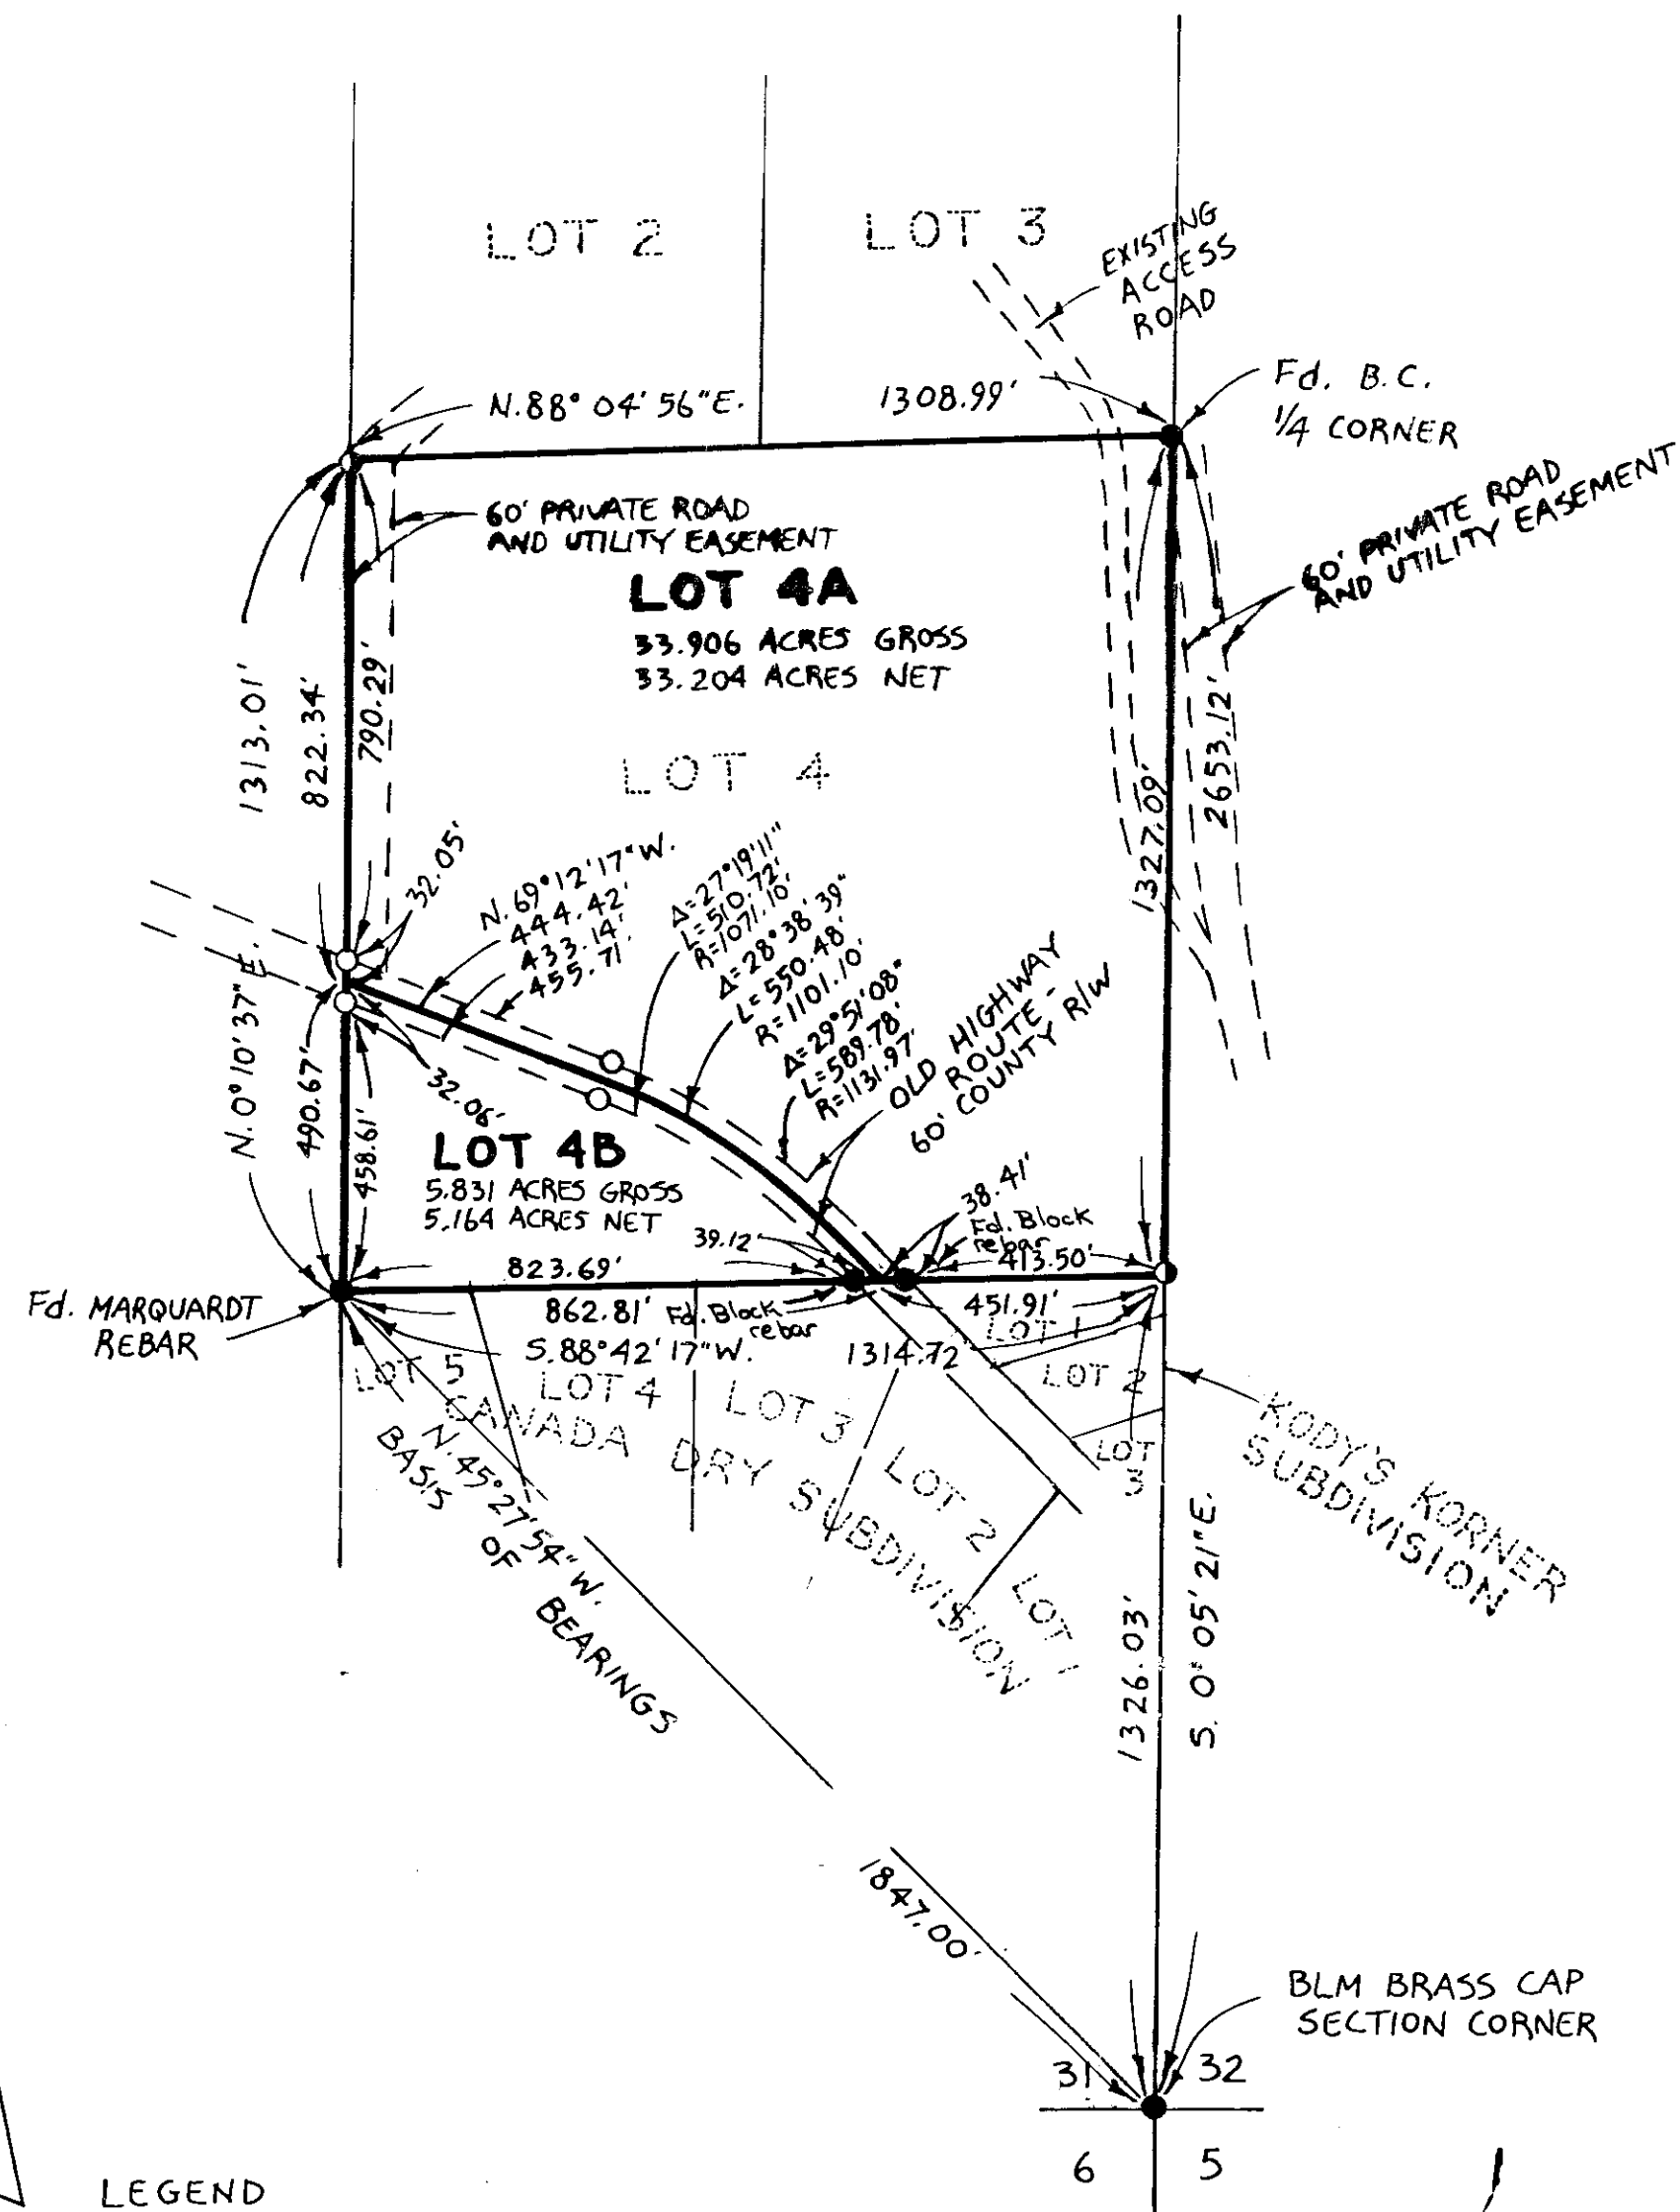 LOT 2
LOT 3
EXISTING
ACCESS
ROAD
N.88° 04' 56"E.
1308.99'
Fd. B.C.
1/4 CORNER
60' PRIVATE ROAD
AND UTILITY EASEMENT
60' PRIVATE ROAD
AND UTILITY EASEMENT
LOT 4A
33.906 ACRES GROSS
33.204 ACRES NET
1313.01'
822.34'
790.29'
LOT 4
1327.09'
2653.12'
32.05'
N.69°12'17"W.
444.42'
433.14'
455.71'
Δ=27°19'11"
L=510.72'
R=1071.10'
Δ=28°38'39"
L=550.48'
R=1101.10'
Δ=29°51'08"
L=589.78'
R=1131.97'
OLD HIGHWAY
ROUTE -
60' COUNTY R/W
N.0°10'37"E.
490.67'
458.61'
32.06'
LOT 4B
5.831 ACRES GROSS
5.164 ACRES NET
39.12'
38.41'
Fd. Block
rebar
413.50'
823.69'
Fd. MARQUARDT
REBAR
862.81'
Fd. Block
rebar
451.91'
S.88°42'17"W.
1314.72
LOT 1
LOT 2
LOT
3
LOT 5
LOT 4
LOT 3
LOT 2
LOT 1
CANADA DRY SUBDIVISION
KODY'S KORNER
SUBDIVISION
N.45°27'54"W.
BASIS OF BEARINGS
1326.03'
S. 0°05'21"E.
1847.00'
BLM BRASS CAP
SECTION CORNER
31 32
6 5
LEGEND